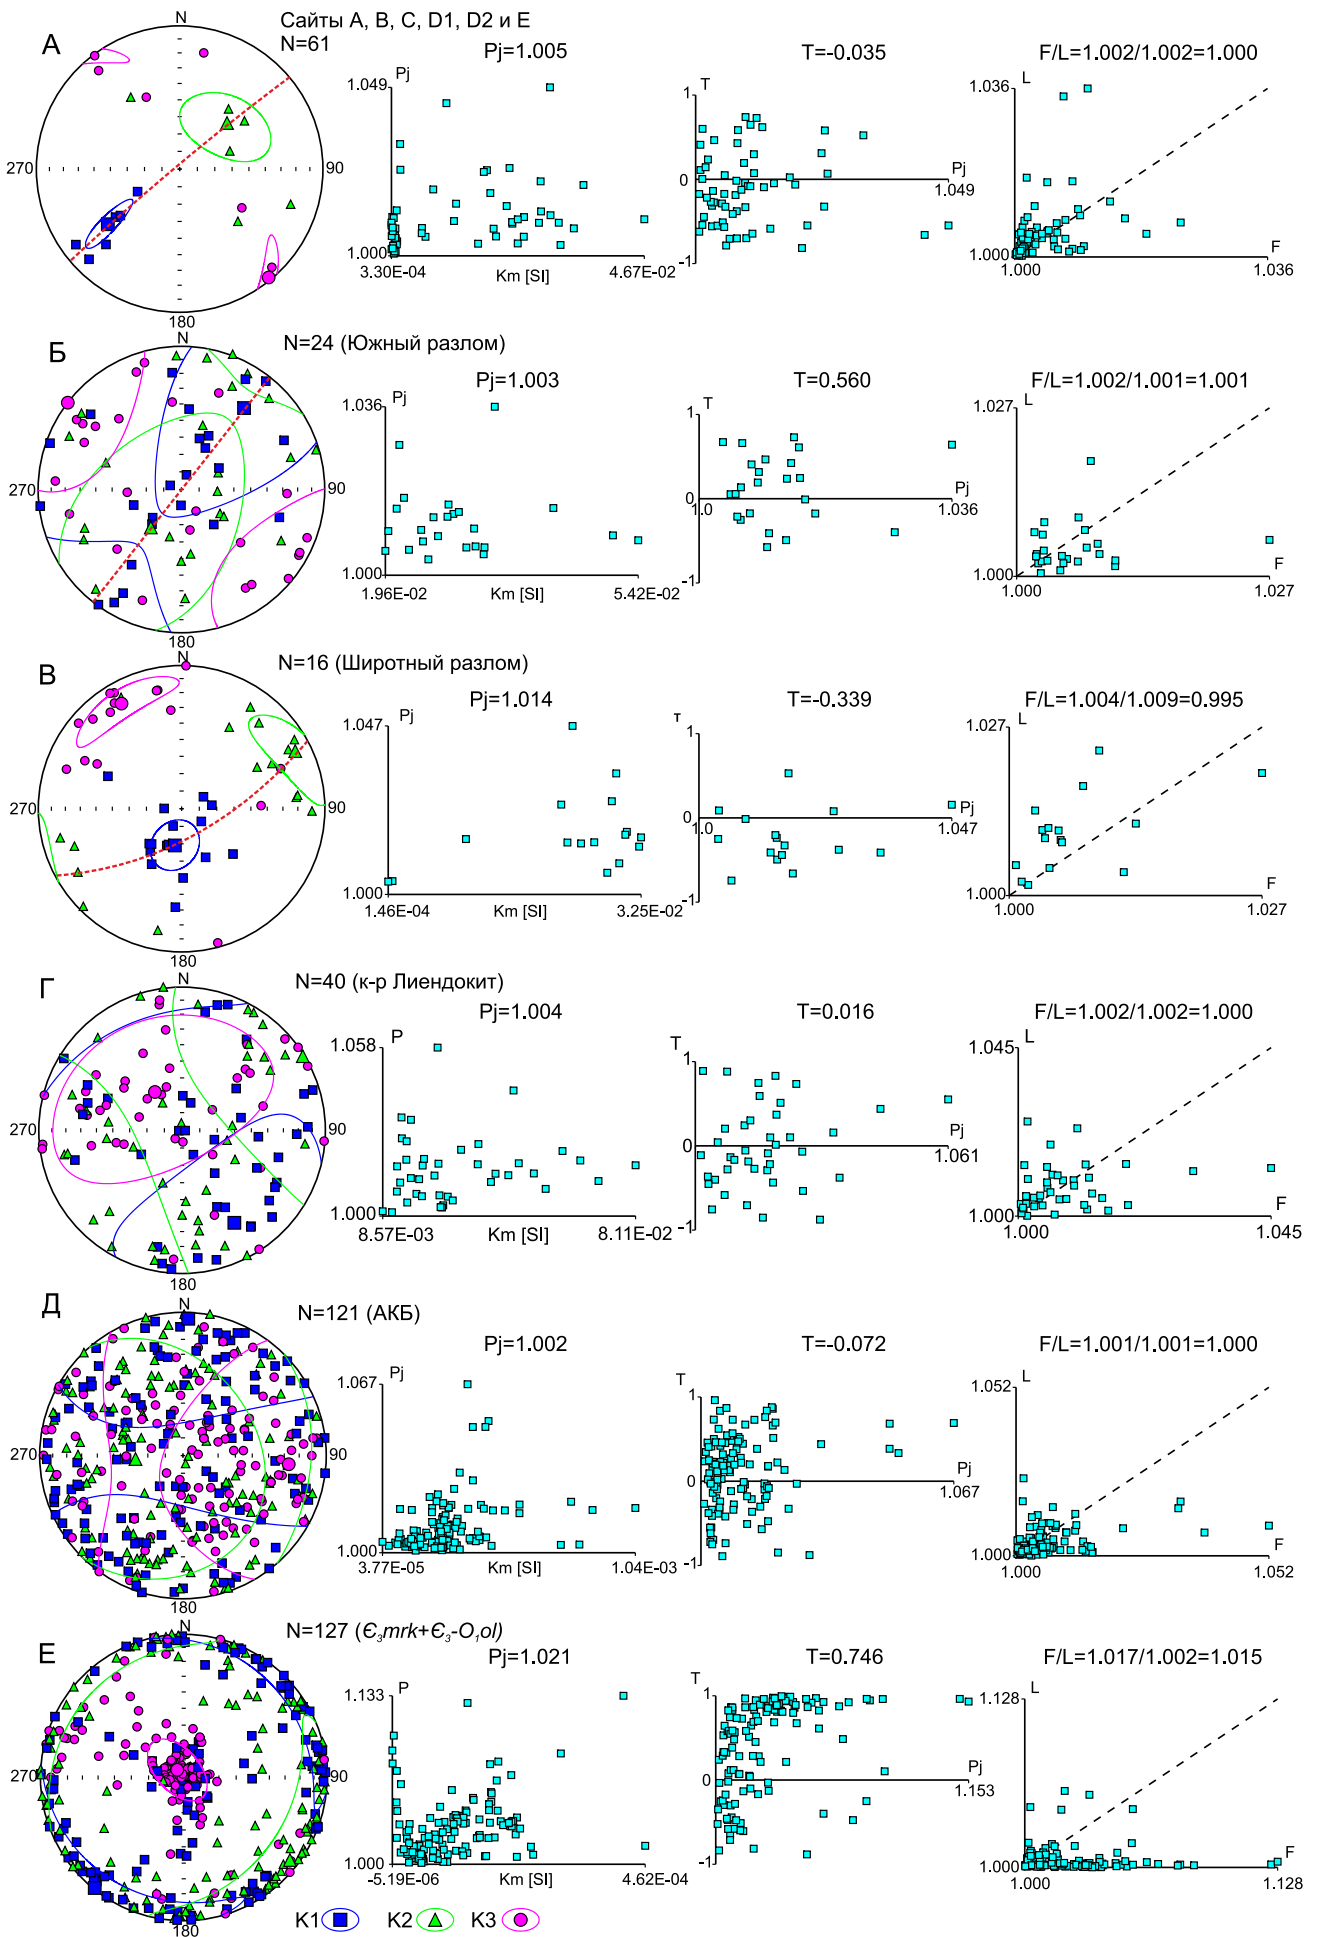 А
Сайты A, B, C, D1, D2 и E
N=61
N
270
90
180
Pj=1.005
Pj
1.049
1.000
3.30E-04
Km [SI]
4.67E-02
T=-0.035
T
1
0
-1
Pj
1.049
F/L=1.002/1.002=1.000
L
1.036
1.000
1.000
F
1.036
Б
N=24 (Южный разлом)
N
270
90
180
Pj=1.003
Pj
1.036
1.000
1.96E-02
Km [SI]
5.42E-02
T=0.560
T
1
0
-1
1.0
Pj
1.036
F/L=1.002/1.001=1.001
L
1.027
1.000
1.000
F
1.027
В
N=16 (Широтный разлом)
N
270
90
180
Pj=1.014
Pj
1.047
1.000
1.46E-04
Km [SI]
3.25E-02
T=-0.339
T
1
0
-1
1.0
Pj
1.047
F/L=1.004/1.009=0.995
L
1.027
1.000
1.000
F
1.027
Г
N=40 (к-р Лиендокит)
N
270
90
180
Pj=1.004
P
1.058
1.000
8.57E-03
Km [SI]
8.11E-02
T=0.016
T
1
0
-1
Pj
1.061
F/L=1.002/1.002=1.000
L
1.045
1.000
1.000
F
1.045
Д
N=121 (АКБ)
N
270
90
180
Pj=1.002
Pj
1.067
1.000
3.77E-05
Km [SI]
1.04E-03
T=-0.072
T
1
0
-1
Pj
1.067
F/L=1.001/1.001=1.000
L
1.052
1.000
1.000
F
1.052
Е
N=127 (Є₃mrk+Є₃-O₁ol)
N
270
90
180
Pj=1.021
P
1.133
1.000
-5.19E-06
Km [SI]
4.62E-04
T=0.746
T
1
0
-1
Pj
1.153
F/L=1.017/1.002=1.015
L
1.128
1.000
1.000
F
1.128
K1
K2
K3